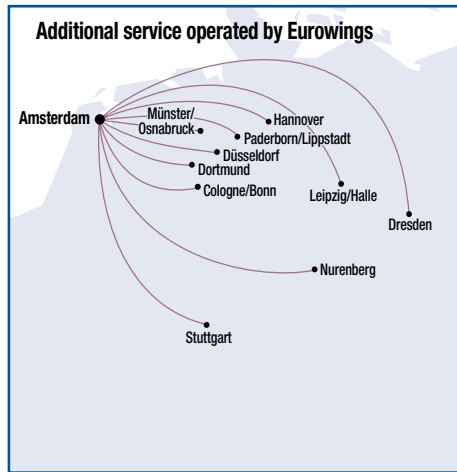 Additional service operated by Eurowings
Amsterdam
Münster/
Osnabruck
Hannover
Paderborn/Lippstadt
Düsseldorf
Dortmund
Cologne/Bonn
Leipzig/Halle
Dresden
Nurenberg
Stuttgart